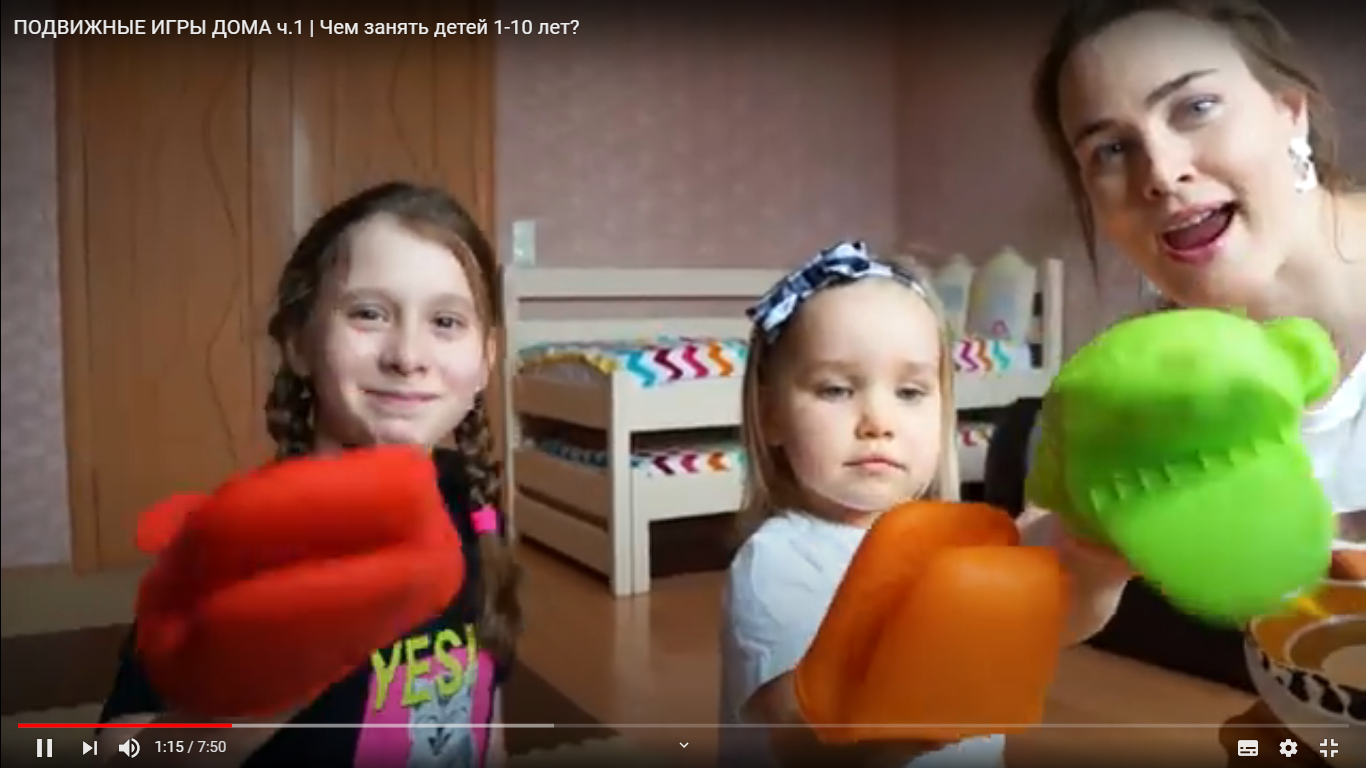 ПОДВИЖНЫЕ ИГРЫ ДОМА ч.1 | Чем занять детей 1-10 лет?
YES!
1:15 / 7:50